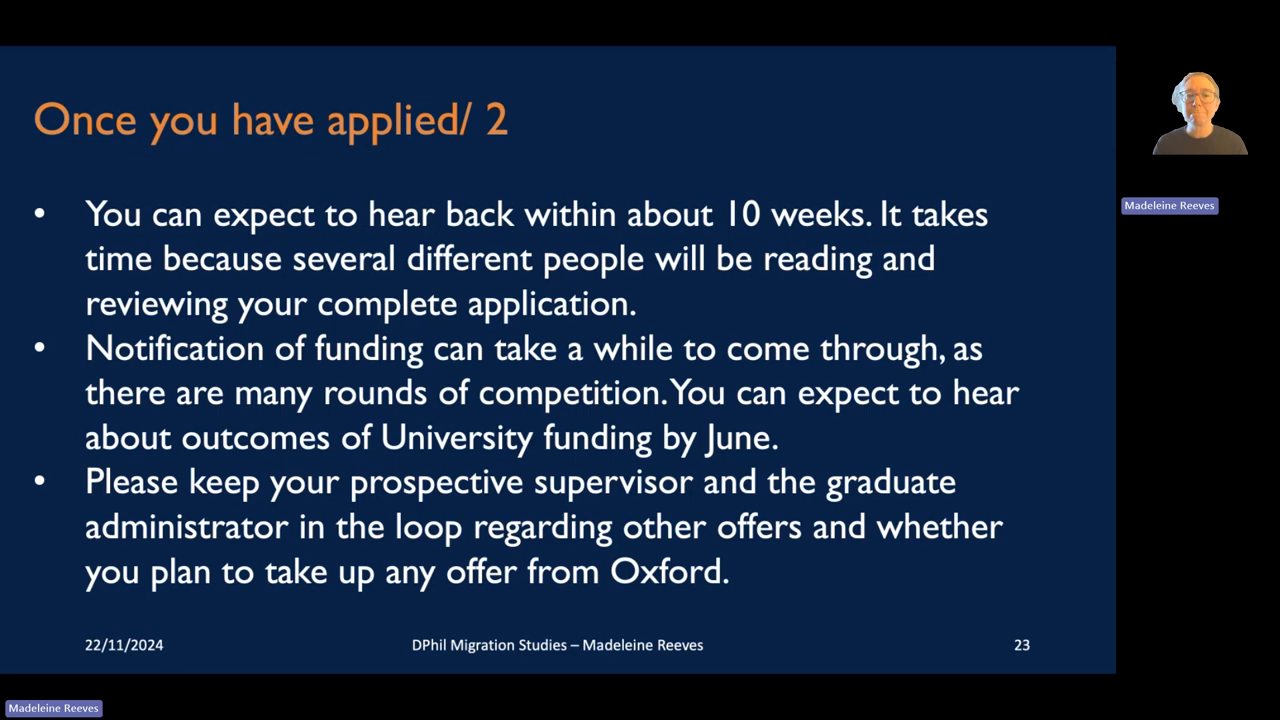 Once you have applied/ 2
• You can expect to hear back within about 10 weeks. It takes
time because several different people will be reading and
reviewing your complete application.
• Notification of funding can take a while to come through, as
there are many rounds of competition. You can expect to hear
about outcomes of University funding by June.
• Please keep your prospective supervisor and the graduate
administrator in the loop regarding other offers and whether
you plan to take up any offer from Oxford.
22/11/2024
DPhil Migration Studies – Madeleine Reeves
23
Madeleine Reeves
Madeleine Reeves